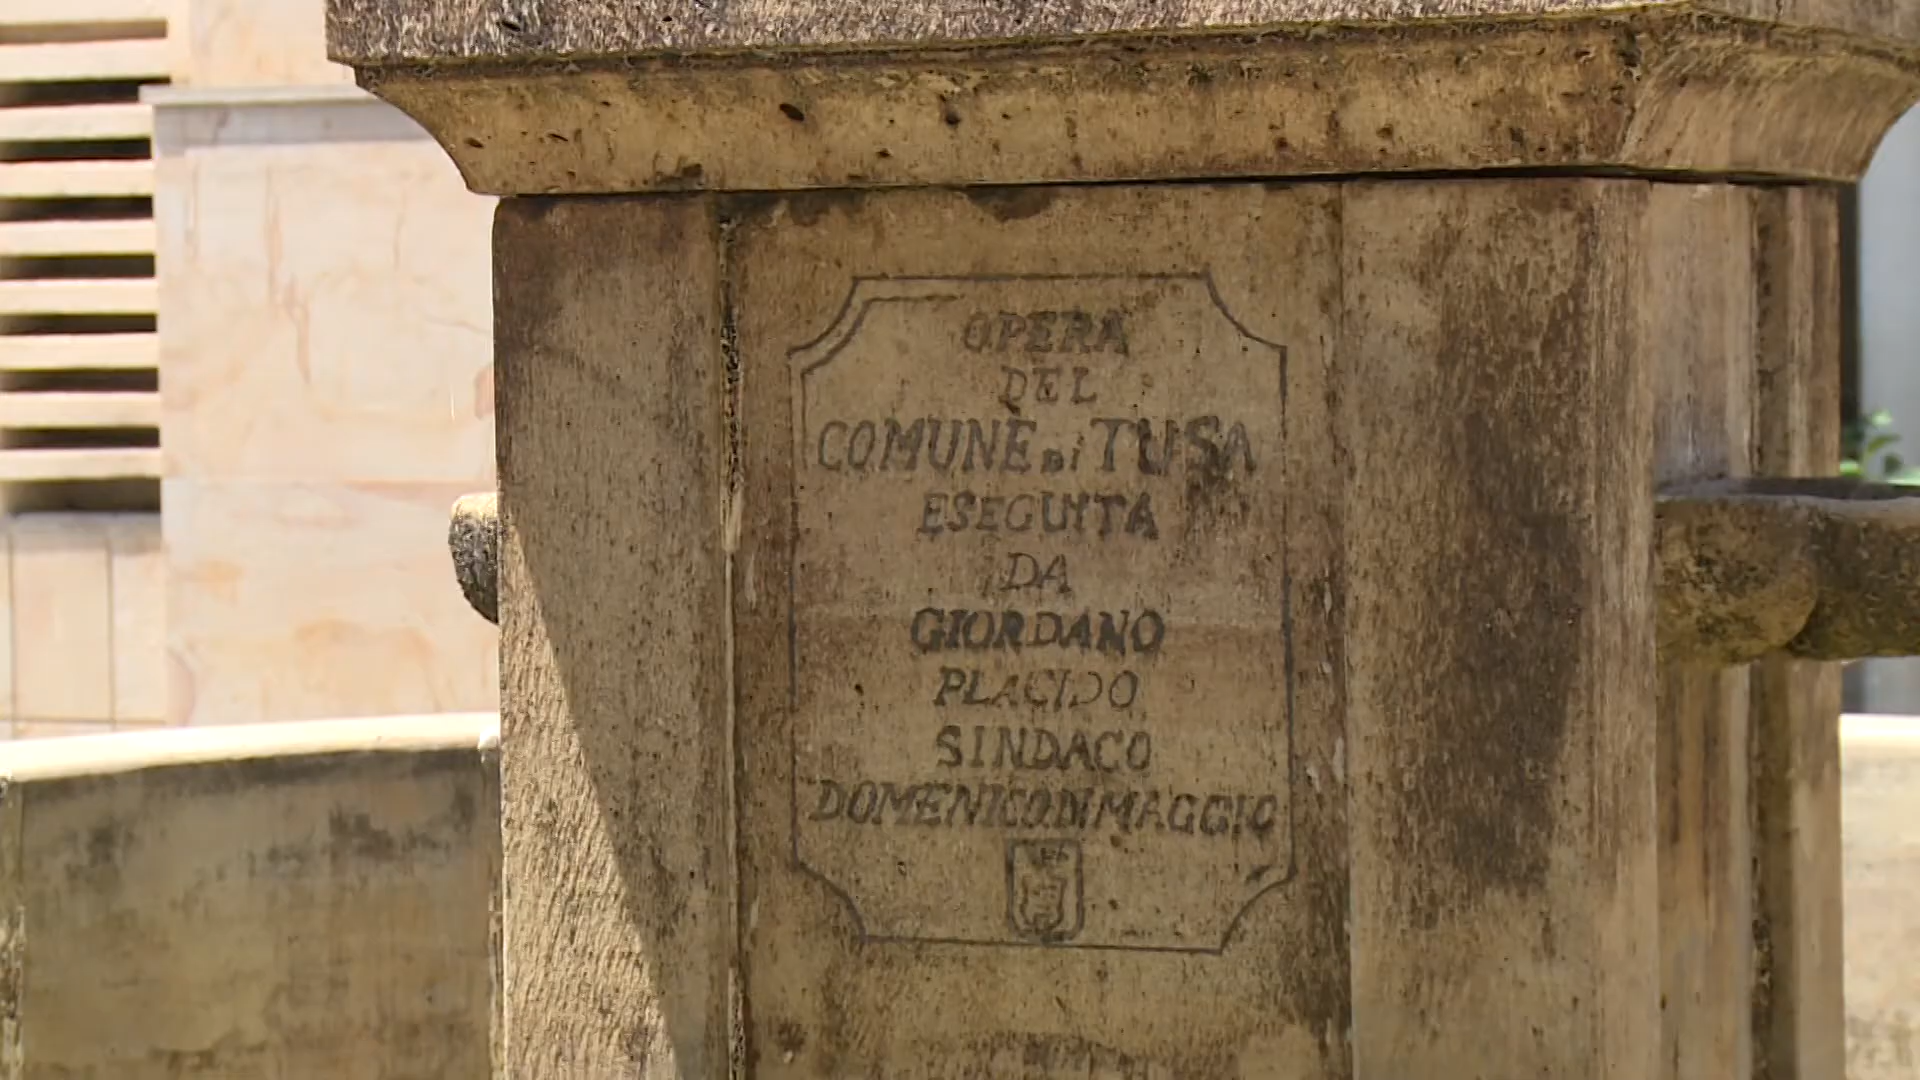 OPERA
DEL
COMUNE DI TUSA
ESEGUITA
DA
GIORDANO
PLACIDO
SINDACO
DOMENICO DI MAGGIO